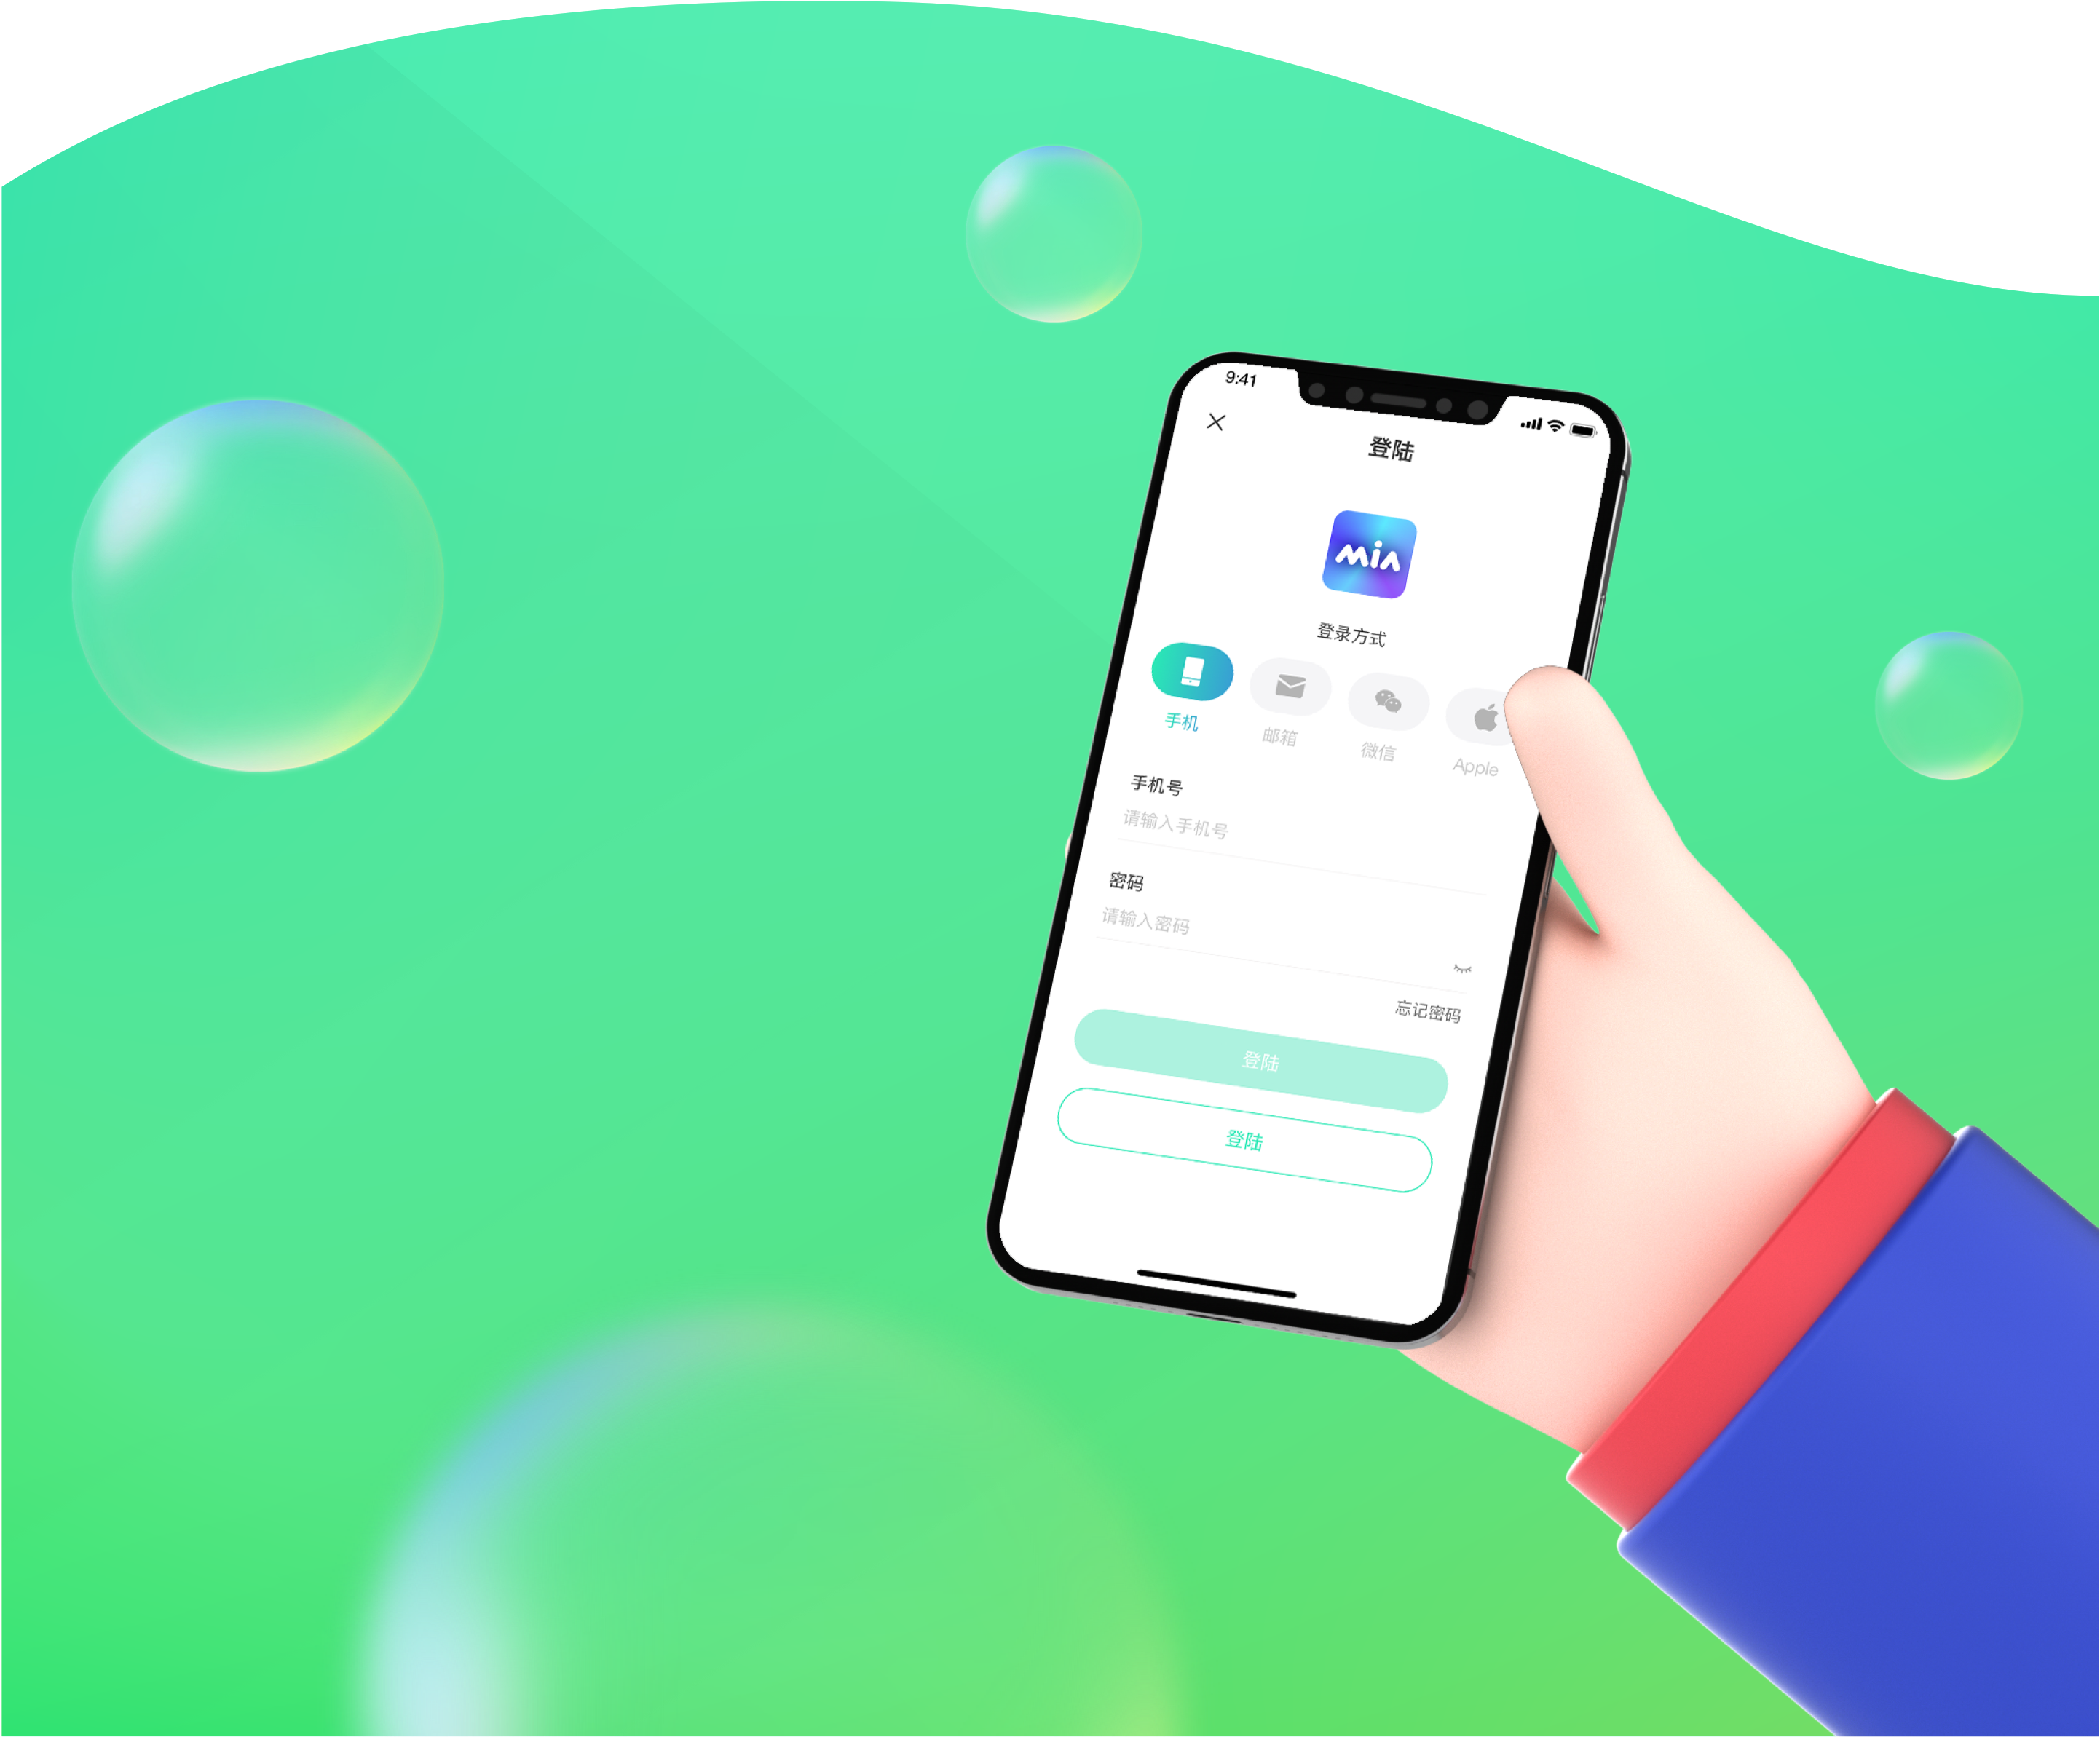 9:41
登陆
MiA
登录方式
手机 邮箱 微信 Apple
手机号
请输入手机号
密码
请输入密码
忘记密码
登陆
登陆